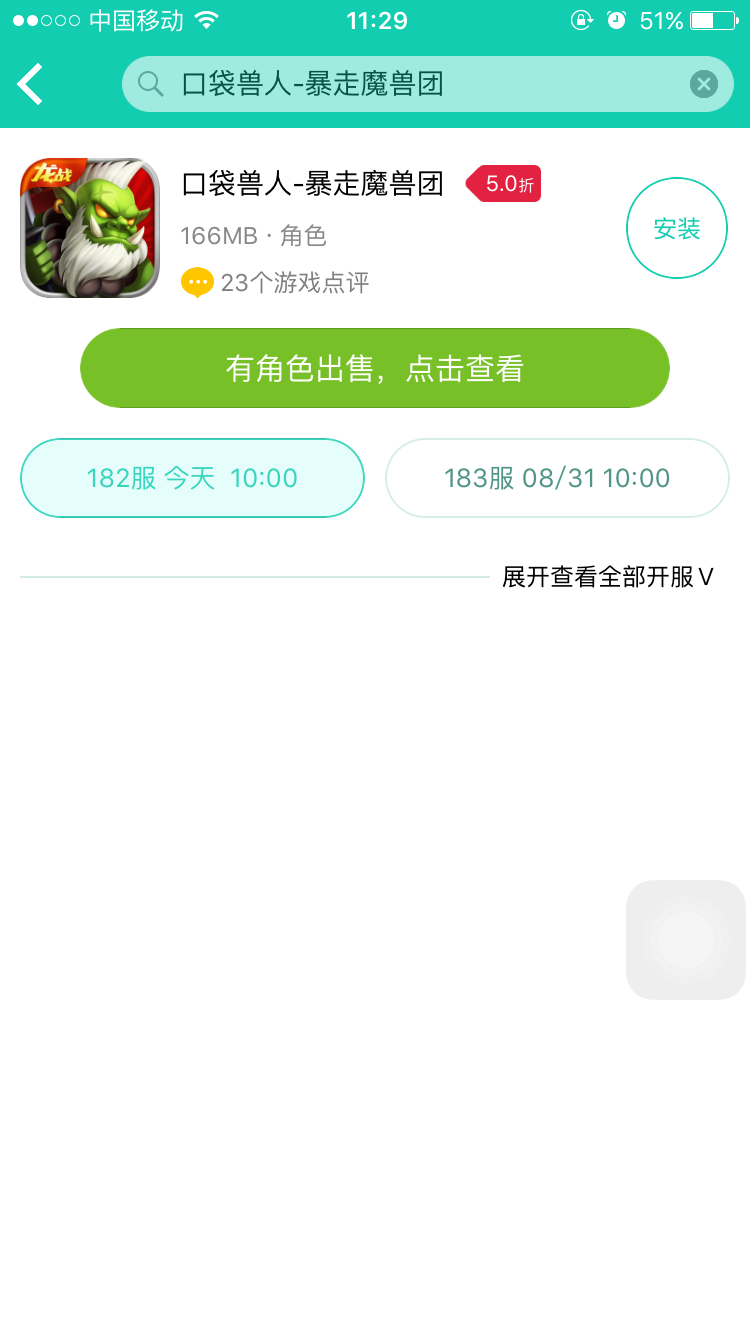 中国移动 11:29 51%
口袋兽人-暴走魔兽团
龙战
口袋兽人-暴走魔兽团 5.0折
安装
166MB · 角色
23个游戏点评
有角色出售，点击查看
182服 今天 10:00
183服 08/31 10:00
展开查看全部开服 V